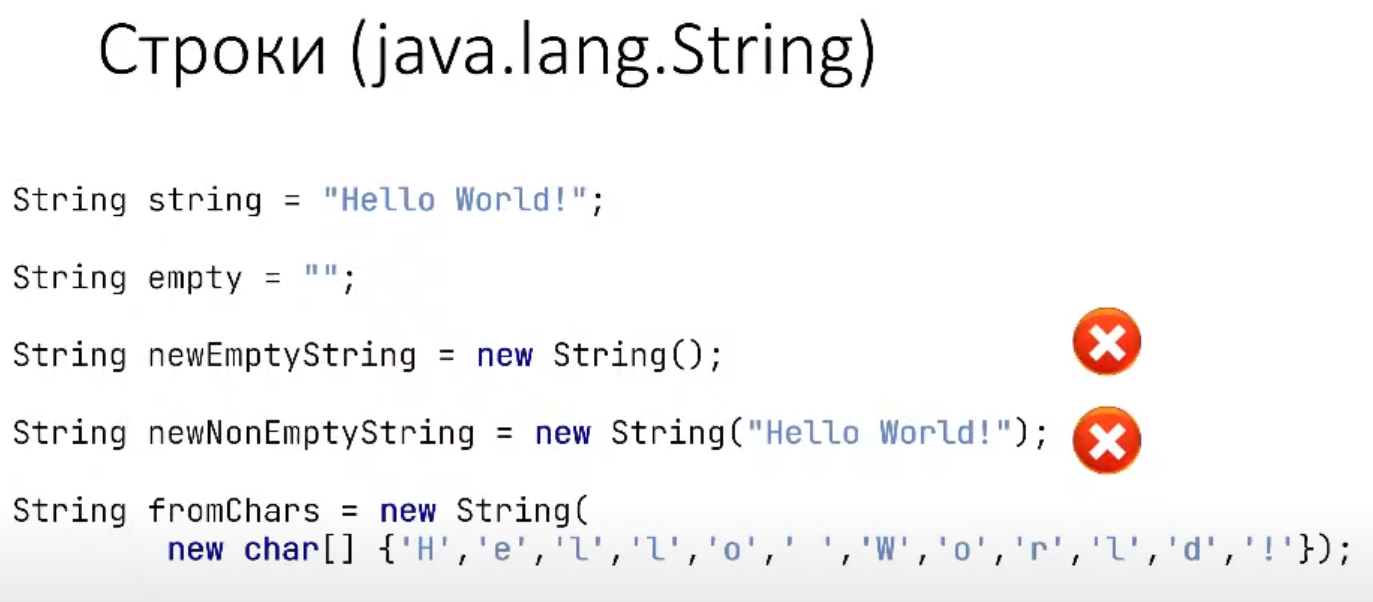 Строки (java.lang.String)
String string = "Hello World!";
String empty = "";
String newEmptyString = new String();
String newNonEmptyString = new String("Hello World!");
String fromChars = new String(
new char[] {'H','e','l','l','o',' ','W','o','r','l','d','!'});